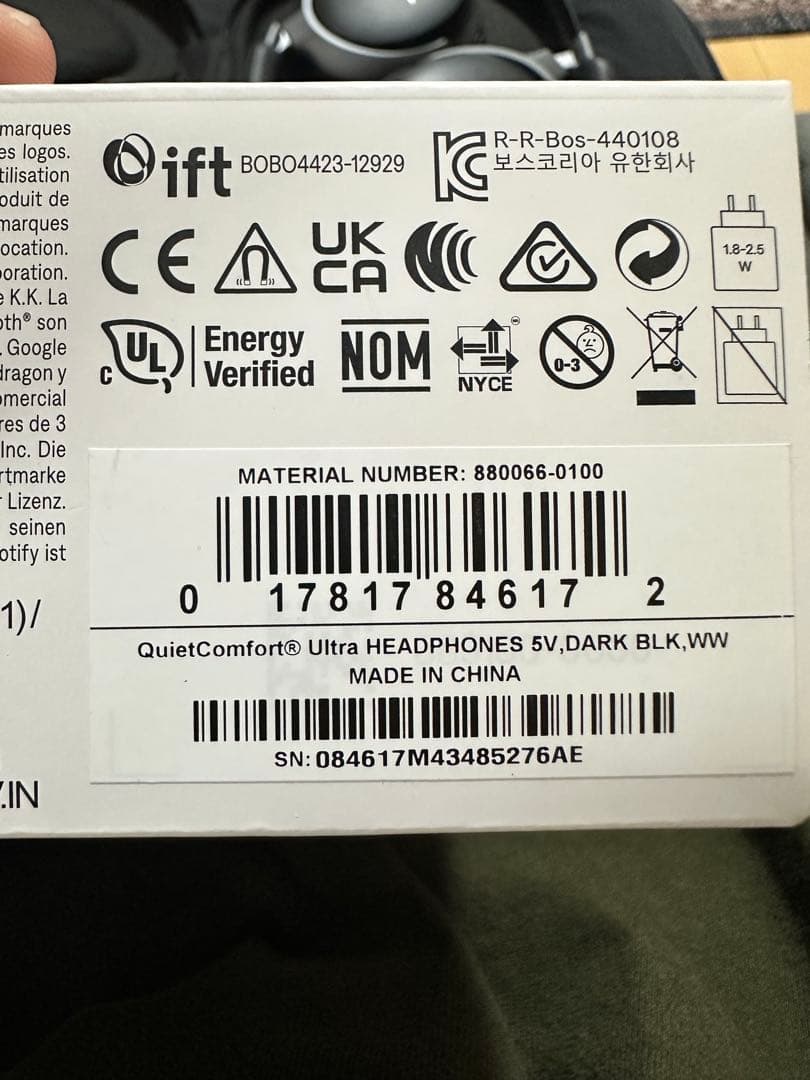 marques
es logos.
tilisation
oduit de
marques
ocation.
poration.
e K.K. La
oth® son
. Google
dragon y
omercial
res de 3
Inc. Die
rtmarke
r Lizenz.
seinen
otify ist
1)/
.IN
ift BOBO4423-12929
R-R-Bos-440108
보스코리아 유한회사
CE
UK
CA
1.8-2.5
W
C UL Energy
Verified
NOM
NYCE
0-3
MATERIAL NUMBER: 880066-0100
0 17817 84617 2
QuietComfort® Ultra HEADPHONES 5V,DARK BLK,WW
MADE IN CHINA
SN: 084617M43485276AE